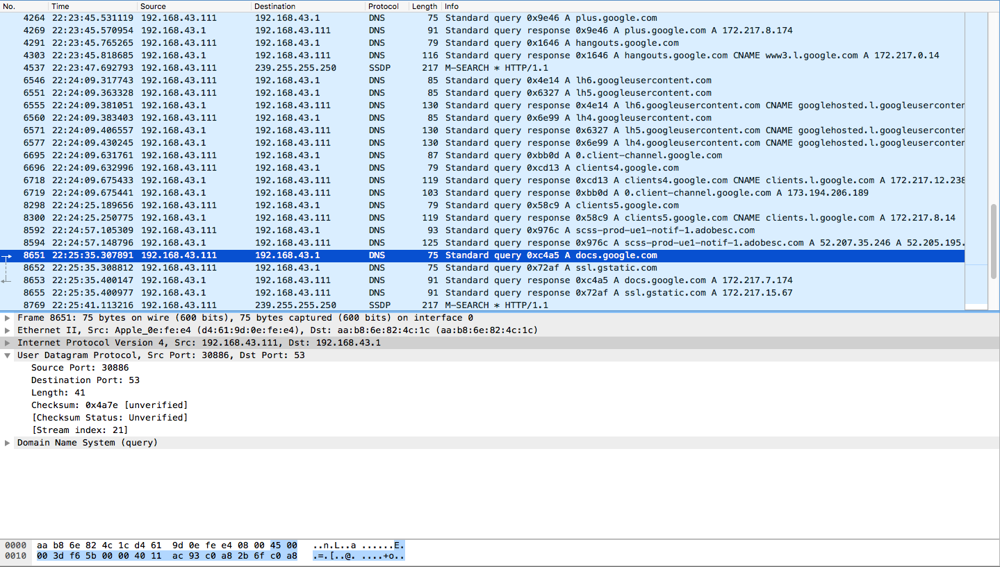 No. Time Source Destination Protocol Length Info
4264 22:23:45.531119 192.168.43.111 192.168.43.1 DNS 75 Standard query 0x9e46 A plus.google.com
4269 22:23:45.570954 192.168.43.1 192.168.43.111 DNS 91 Standard query response 0x9e46 A plus.google.com A 172.217.8.174
4291 22:23:45.765265 192.168.43.111 192.168.43.1 DNS 79 Standard query 0x1646 A hangouts.google.com
4303 22:23:45.818685 192.168.43.1 192.168.43.111 DNS 116 Standard query response 0x1646 A hangouts.google.com CNAME www3.l.google.com A 172.217.0.14
4537 22:23:47.692793 192.168.43.111 239.255.255.250 SSDP 217 M-SEARCH * HTTP/1.1
6546 22:24:09.317743 192.168.43.111 192.168.43.1 DNS 85 Standard query 0x4e14 A lh6.googleusercontent.com
6551 22:24:09.363328 192.168.43.111 192.168.43.1 DNS 85 Standard query 0x6327 A lh5.googleusercontent.com
6555 22:24:09.381051 192.168.43.1 192.168.43.111 DNS 130 Standard query response 0x4e14 A lh6.googleusercontent.com CNAME googlehosted.l.googleuserconter
6560 22:24:09.383403 192.168.43.111 192.168.43.1 DNS 85 Standard query 0x6e99 A lh4.googleusercontent.com
6571 22:24:09.406557 192.168.43.1 192.168.43.111 DNS 130 Standard query response 0x6327 A lh5.googleusercontent.com CNAME googlehosted.l.googleuserconter
6577 22:24:09.430245 192.168.43.1 192.168.43.111 DNS 130 Standard query response 0x6e99 A lh4.googleusercontent.com CNAME googlehosted.l.googleuserconter
6695 22:24:09.631761 192.168.43.111 192.168.43.1 DNS 87 Standard query 0xbb0d A 0.client-channel.google.com
6696 22:24:09.632996 192.168.43.111 192.168.43.1 DNS 79 Standard query 0xcd13 A clients4.google.com
6718 22:24:09.675433 192.168.43.1 192.168.43.111 DNS 119 Standard query response 0xcd13 A clients4.google.com CNAME clients.l.google.com A 172.217.12.238
6719 22:24:09.675441 192.168.43.1 192.168.43.111 DNS 103 Standard query response 0xbb0d A 0.client-channel.google.com A 173.194.206.189
8298 22:24:25.189656 192.168.43.111 192.168.43.1 DNS 79 Standard query 0x58c9 A clients5.google.com
8300 22:24:25.250775 192.168.43.1 192.168.43.111 DNS 119 Standard query response 0x58c9 A clients5.google.com CNAME clients.l.google.com A 172.217.8.14
8592 22:24:57.105309 192.168.43.111 192.168.43.1 DNS 93 Standard query 0x976c A scss-prod-ue1-notif-1.adobesc.com
8594 22:24:57.148796 192.168.43.1 192.168.43.111 DNS 125 Standard query response 0x976c A scss-prod-ue1-notif-1.adobesc.com A 52.207.35.246 A 52.205.195.
8651 22:25:35.307891 192.168.43.111 192.168.43.1 DNS 75 Standard query 0xc4a5 A docs.google.com
8652 22:25:35.308812 192.168.43.111 192.168.43.1 DNS 75 Standard query 0x72af A ssl.gstatic.com
8653 22:25:35.400147 192.168.43.1 192.168.43.111 DNS 91 Standard query response 0xc4a5 A docs.google.com A 172.217.7.174
8655 22:25:35.400977 192.168.43.1 192.168.43.111 DNS 91 Standard query response 0x72af A ssl.gstatic.com A 172.217.15.67
8769 22:25:41.113216 192.168.43.111 239.255.255.250 SSDP 217 M-SEARCH * HTTP/1.1
Frame 8651: 75 bytes on wire (600 bits), 75 bytes captured (600 bits) on interface 0
Ethernet II, Src: Apple_0e:fe:e4 (d4:61:9d:0e:fe:e4), Dst: aa:b8:6e:82:4c:1c (aa:b8:6e:82:4c:1c)
Internet Protocol Version 4, Src: 192.168.43.111, Dst: 192.168.43.1
User Datagram Protocol, Src Port: 30886, Dst Port: 53
Source Port: 30886
Destination Port: 53
Length: 41
Checksum: 0x4a7e [unverified]
[Checksum Status: Unverified]
[Stream index: 21]
Domain Name System (query)
0000 aa b8 6e 82 4c 1c d4 61 9d 0e fe e4 08 00 45 00 ..n.L..a ......E.
0010 00 3d f6 5b 00 00 40 11 ac 93 c0 a8 2b 6f c0 a8 .=.[..@. ....+o..